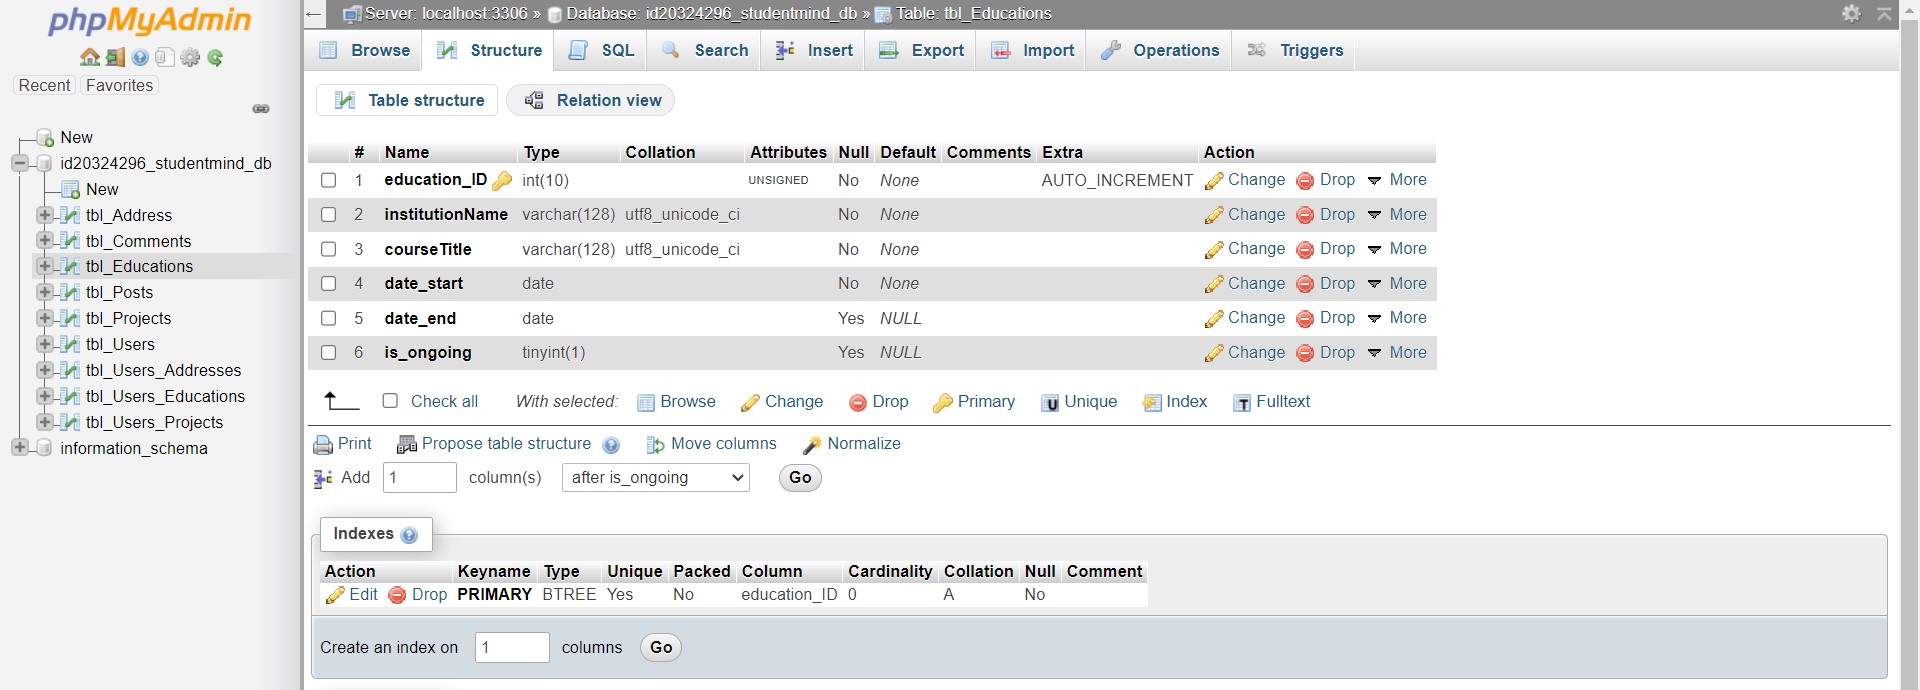 phpMyAdmin
Recent Favorites
New
id20324296_studentmind_db
New
tbl_Address
tbl_Comments
tbl_Educations
tbl_Posts
tbl_Projects
tbl_Users
tbl_Users_Addresses
tbl_Users_Educations
tbl_Users_Projects
information_schema
Server: localhost:3306 » Database: id20324296_studentmind_db » Table: tbl_Educations
Browse Structure SQL Search Insert Export Import Operations Triggers
Table structure Relation view
# Name Type Collation Attributes Null Default Comments Extra Action
1 education_ID int(10) UNSIGNED No None AUTO_INCREMENT Change Drop More
2 institutionName varchar(128) utf8_unicode_ci No None Change Drop More
3 courseTitle varchar(128) utf8_unicode_ci No None Change Drop More
4 date_start date No None Change Drop More
5 date_end date Yes NULL Change Drop More
6 is_ongoing tinyint(1) Yes NULL Change Drop More
Check all With selected: Browse Change Drop Primary Unique Index Fulltext
Print Propose table structure Move columns Normalize
Add 1 column(s) after is_ongoing Go
Indexes
Action Keyname Type Unique Packed Column Cardinality Collation Null Comment
Edit Drop PRIMARY BTREE Yes No education_ID 0 A No
Create an index on 1 columns Go